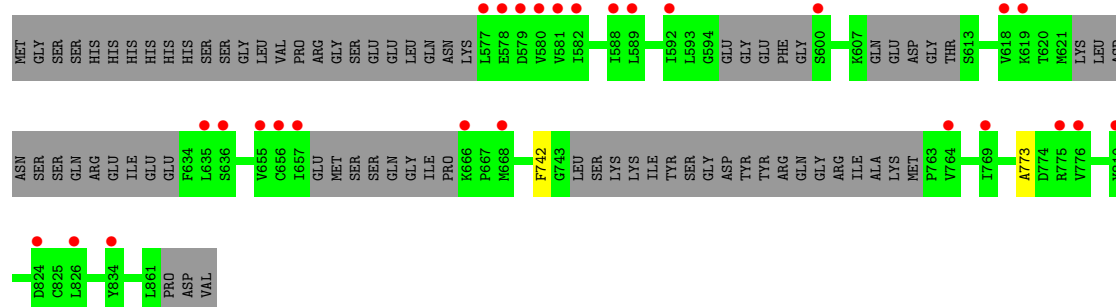 MET GLY SER SER HIS HIS HIS HIS HIS HIS SER SER GLY LEU VAL PRO ARG GLY SER GLU GLU LEU GLN ASN LYS L577 E578 D579 V580 V581 I582 I588 L589 I592 L593 G594 GLU GLY GLU PHE GLY S600 K607 GLN GLU ASP GLY THR S613 V618 K619 T620 M621 LYS LEU
ASN SER SER GLN ARG GLU ILE GLU GLU F634 L635 S636 V655 C656 I657 GLU MET SER SER GLN GLY ILE PRO K666 P667 M668 F742 G743 LEU SER LYS LYS ILE TYR SER GLY ASP TYR TYR ARG GLN GLY ARG ILE ALA LYS MET P763 V764 I769 A773 D774 R775 V776
D824 C825 L826 Y834 L861 PRO ASP VAL